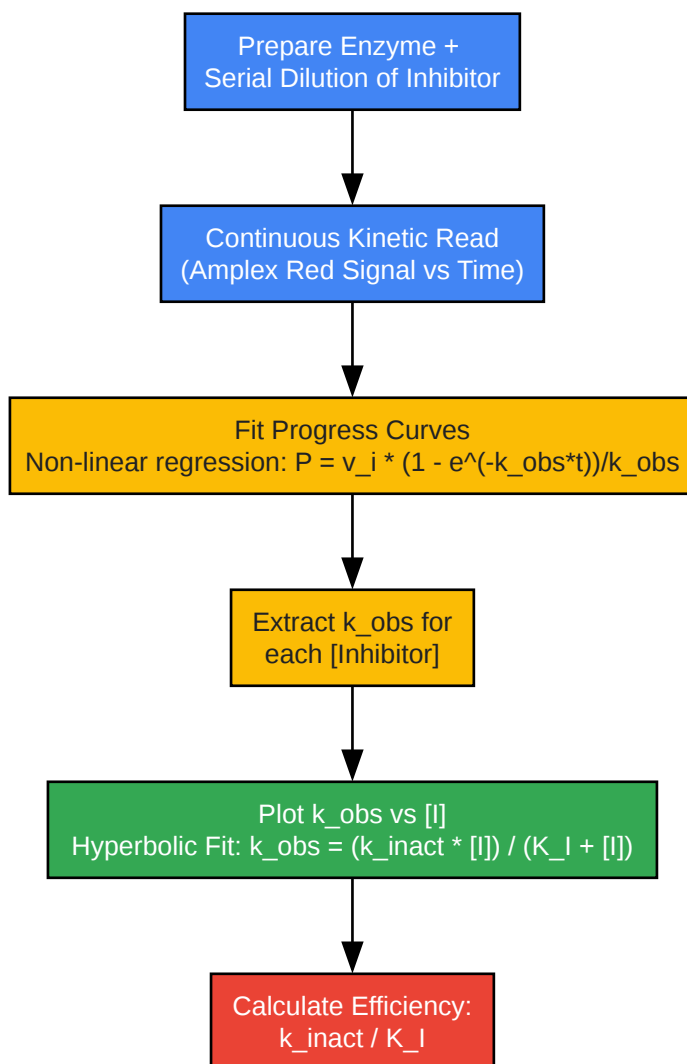 Prepare Enzyme +
Serial Dilution of Inhibitor
Continuous Kinetic Read
(Amplex Red Signal vs Time)
Fit Progress Curves
Non-linear regression: P = v_i * (1 - e^(-k_obs*t))/k_obs
Extract k_obs for
each [Inhibitor]
Plot k_obs vs [I]
Hyperbolic Fit: k_obs = (k_inact * [I]) / (K_I + [I])
Calculate Efficiency:
k_inact / K_I